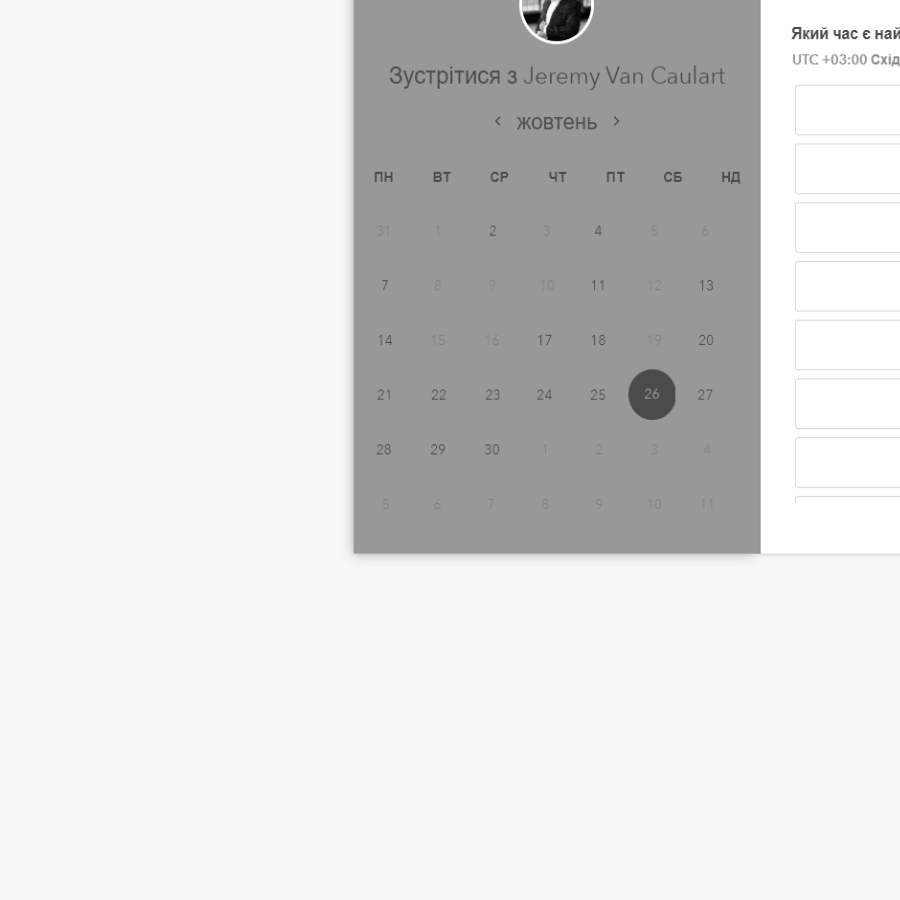 Зустрітися з Jeremy Van Caulart
жовтень
ПН ВТ СР ЧТ ПТ СБ НД
31 1 2 3 4 5 6
7 8 9 10 11 12 13
14 15 16 17 18 19 20
21 22 23 24 25 26 27
28 29 30 1 2 3 4
5 6 7 8 9 10 11
Який час є най
UTC +03:00 Схід